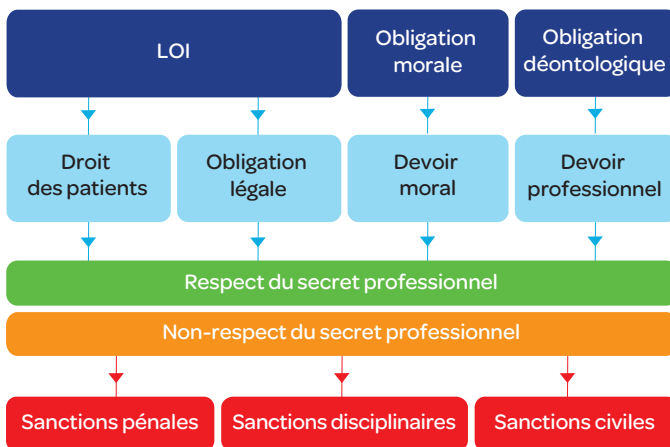 LOI
Obligation
morale
Obligation
déontologique
Droit
des patients
Obligation
légale
Devoir
moral
Devoir
professionnel
Respect du secret professionnel
Non-respect du secret professionnel
Sanctions pénales
Sanctions disciplinaires
Sanctions civiles